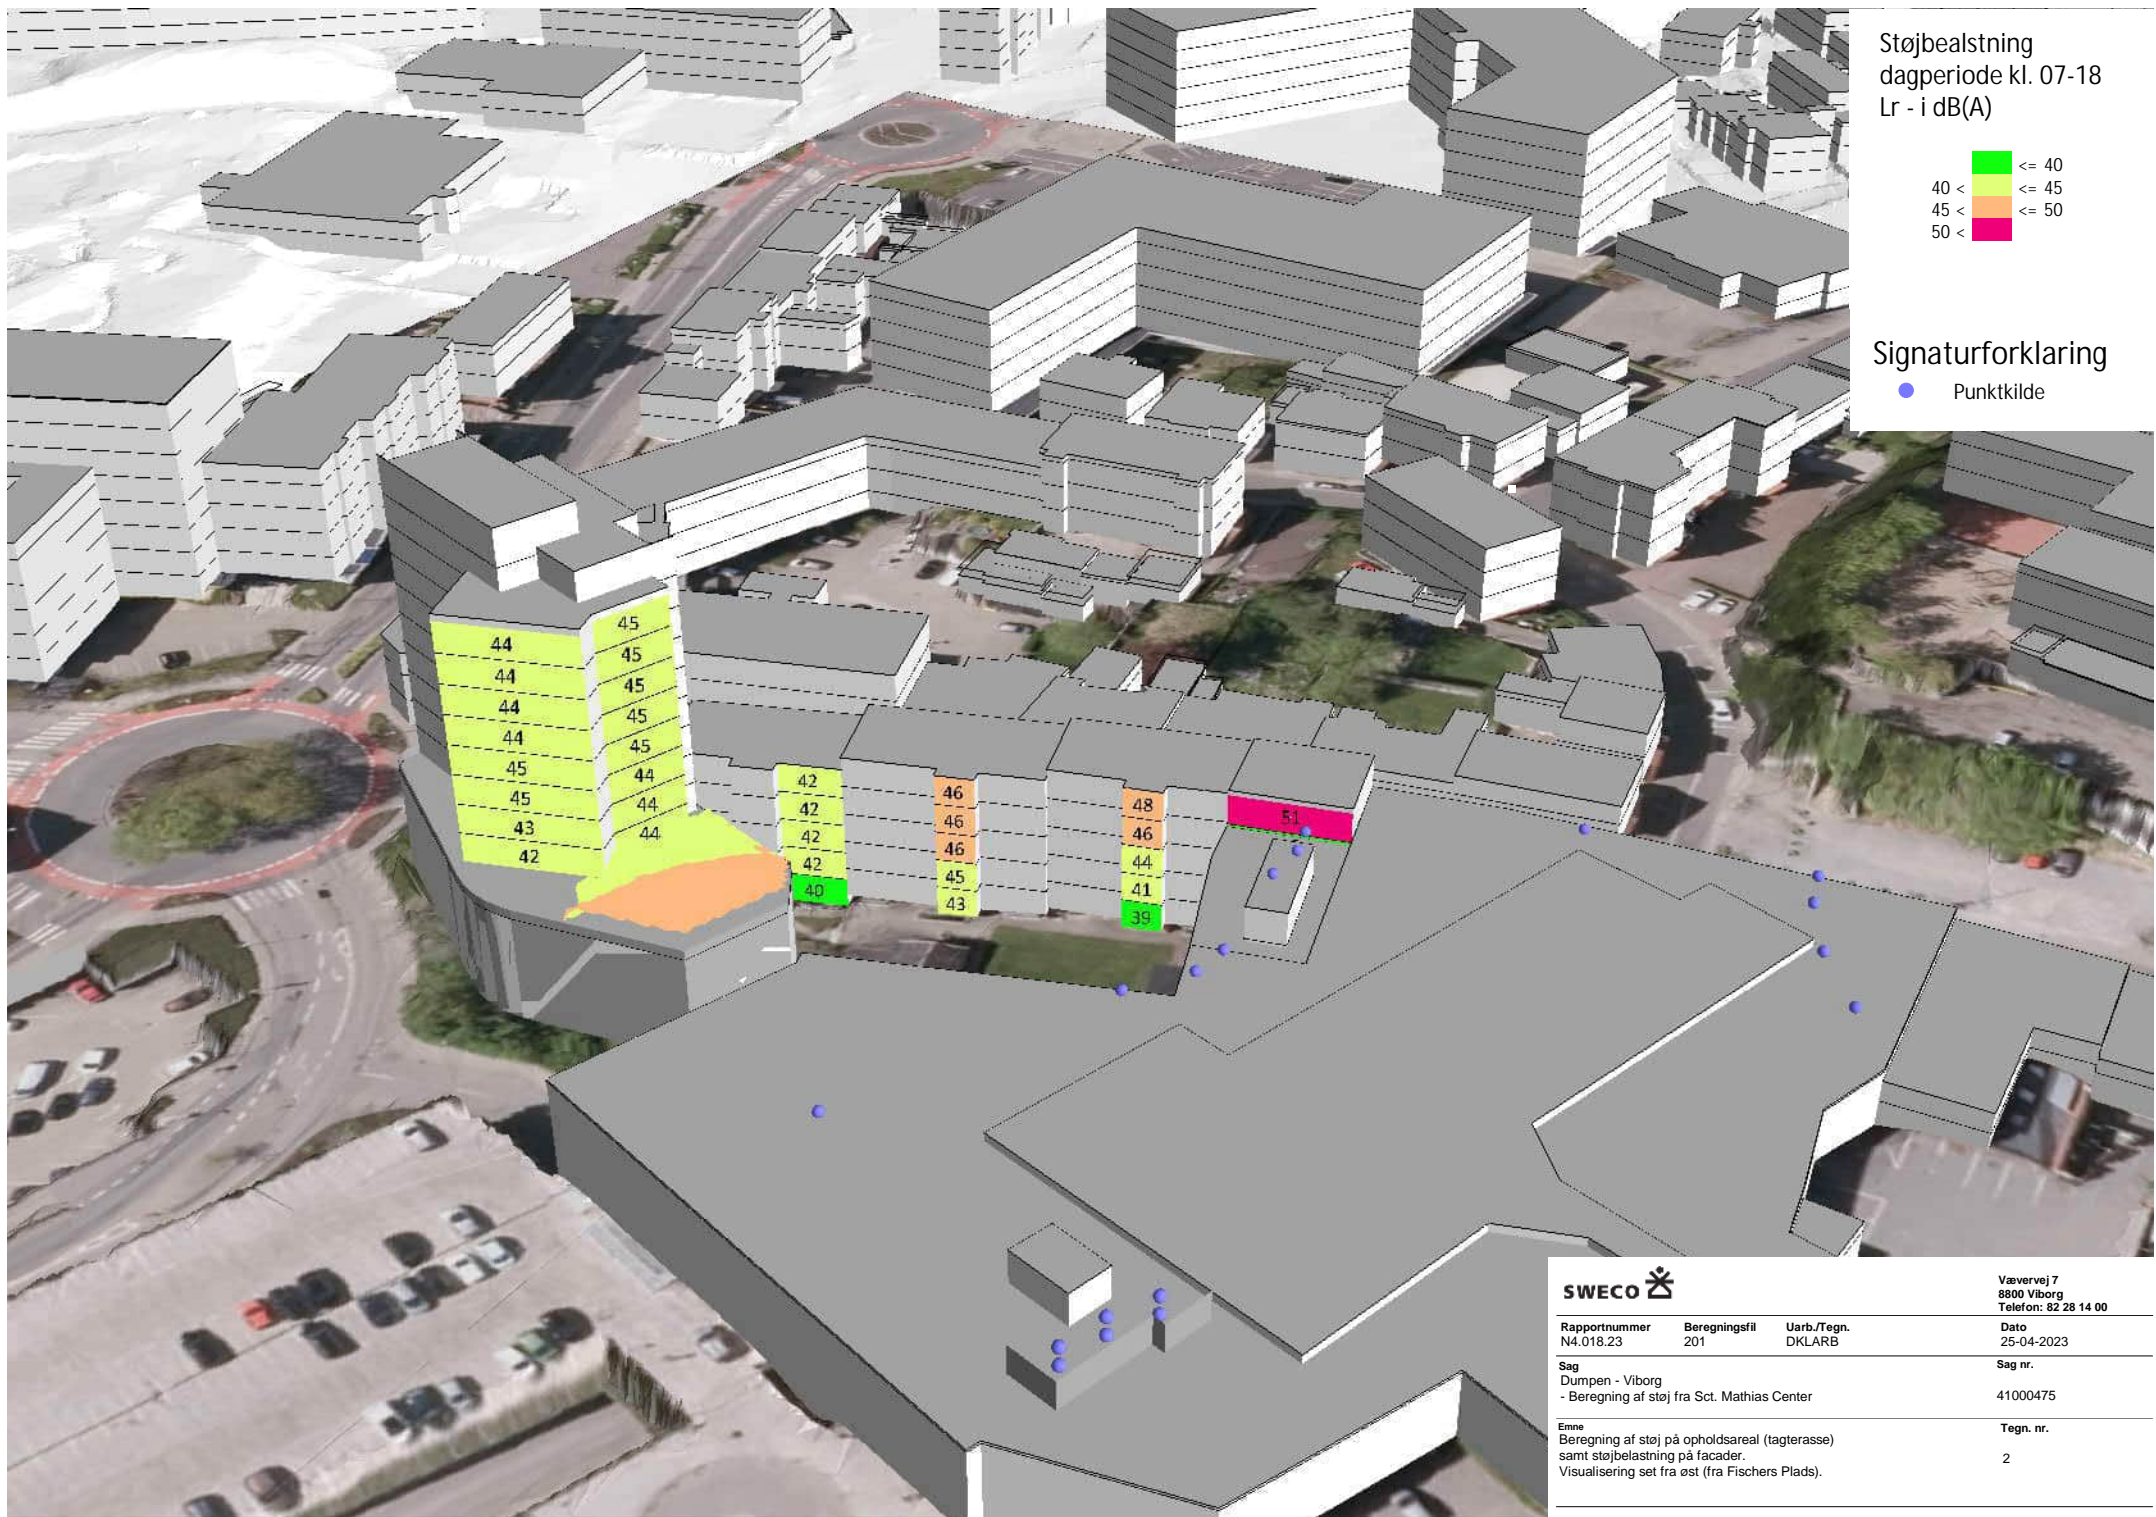 Støjbealstning
dagperiode kl. 07-18
Lr - i dB(A)
<= 40
40 < <= 45
45 < <= 50
50 <
Signaturforklaring
Punktkilde
45
44
45
44
45
44
45
44
45
45
44
45
44
43
44
42
42
42
42
42
40
46
46
46
45
43
48
46
44
41
39
51
SWECO
Vævervej 7
8800 Viborg
Telefon: 82 28 14 00
Rapportnummer Beregningsfil Uarb./Tegn. Dato
N4.018.23 201 DKLARB 25-04-2023
Sag Sag nr.
Dumpen - Viborg
- Beregning af støj fra Sct. Mathias Center 41000475
Emne Tegn. nr.
Beregning af støj på opholdsareal (tagterasse)
samt støjbelastning på facader. 2
Visualisering set fra øst (fra Fischers Plads).